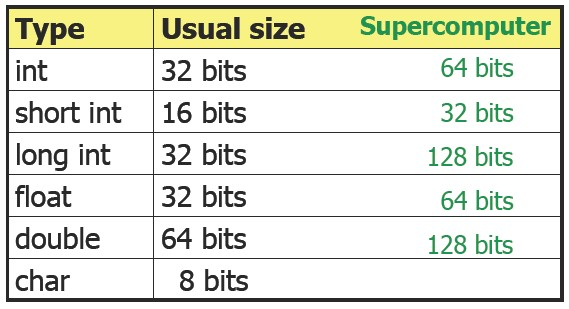 Type Usual size Supercomputer
int 32 bits 64 bits
short int 16 bits 32 bits
long int 32 bits 128 bits
float 32 bits 64 bits
double 64 bits 128 bits
char 8 bits